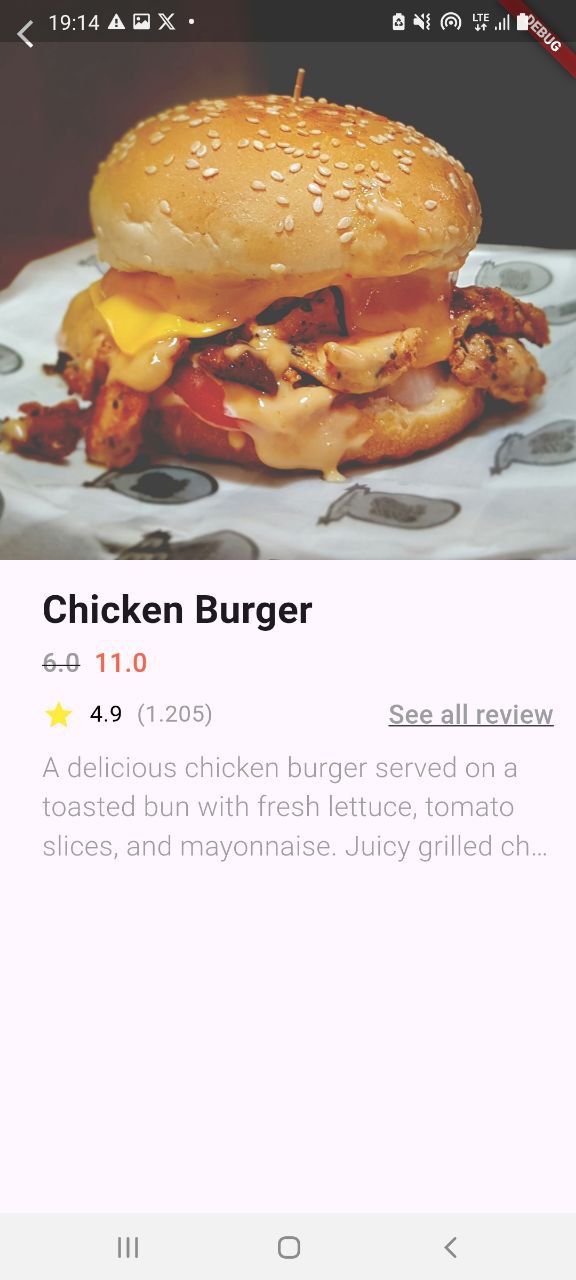 19:14
LTE
DEBUG
Chicken Burger
6.0 11.0
4.9 (1.205) See all review
A delicious chicken burger served on a
toasted bun with fresh lettuce, tomato
slices, and mayonnaise. Juicy grilled ch...